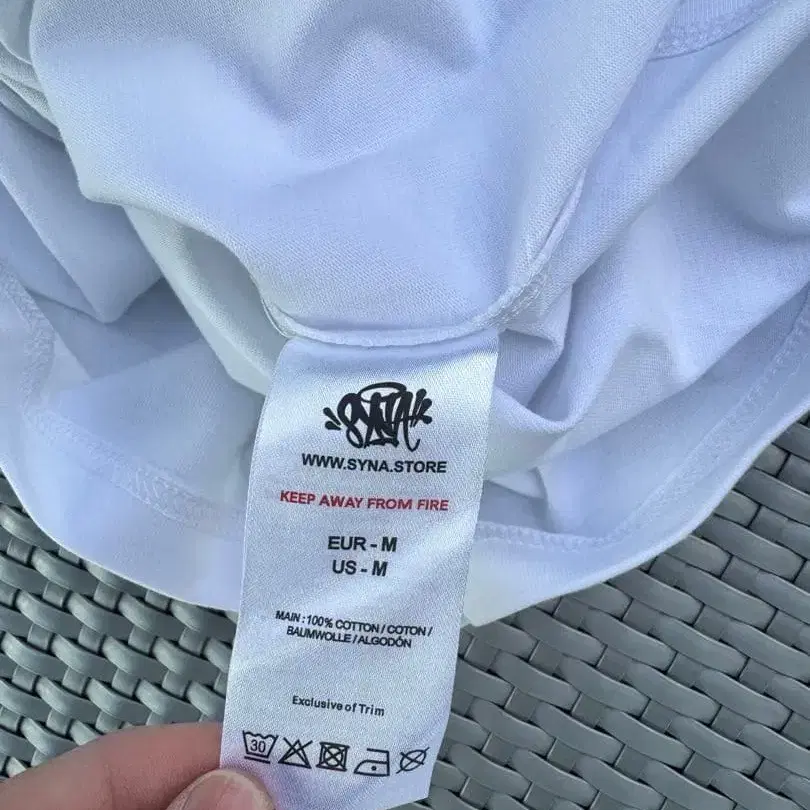 SYNA
WWW.SYNA.STORE
KEEP AWAY FROM FIRE
EUR - M
US - M
MAIN : 100% COTTON / COTON /
BAUMWOLLE / ALGODÓN
Exclusive of Trim
30